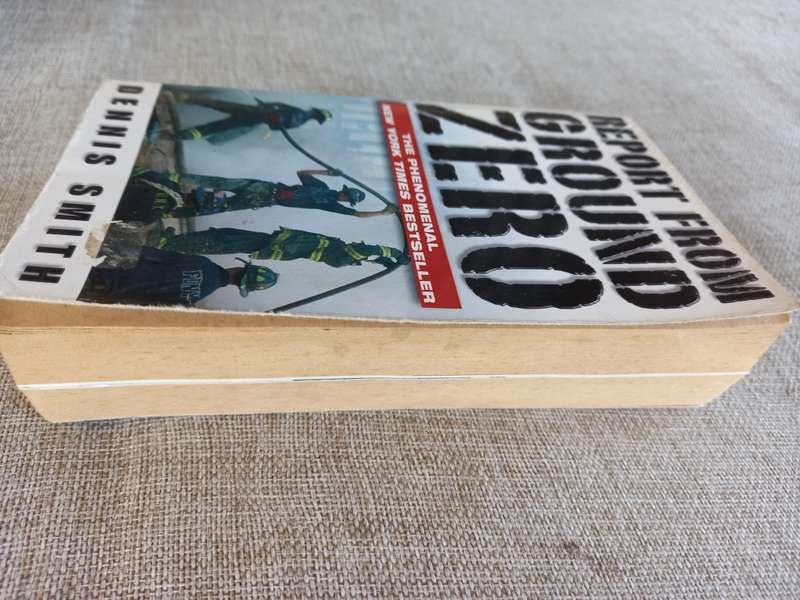 REPORT FROM
GROUND
ZERO
THE PHENOMENAL
NEW YORK TIMES BESTSELLER
DENNIS SMITH